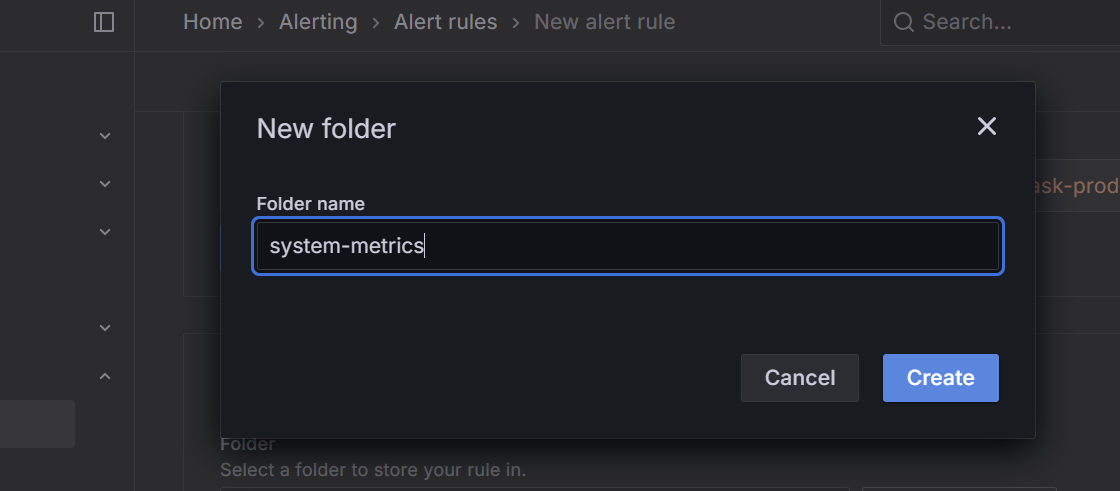 Home > Alerting > Alert rules > New alert rule
Search...
New folder
ask-prod
Folder name
system-metrics
Cancel
Create
Folder
Select a folder to store your rule in.